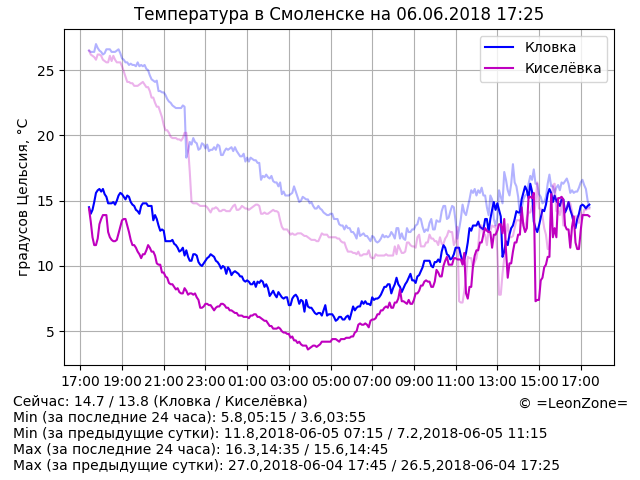 Температура в Смоленске на 06.06.2018 17:25
Кловка
Киселёвка
градусов Цельсия, °C
25
20
15
10
5
17:00 19:00 21:00 23:00 01:00 03:00 05:00 07:00 09:00 11:00 13:00 15:00 17:00
Сейчас: 14.7 / 13.8 (Кловка / Киселёвка)
© =LeonZone=
Min (за последние 24 часа): 5.8,05:15 / 3.6,03:55
Min (за предыдущие сутки): 11.8,2018-06-05 07:15 / 7.2,2018-06-05 11:15
Max (за последние 24 часа): 16.3,14:35 / 15.6,14:45
Max (за предыдущие сутки): 27.0,2018-06-04 17:45 / 26.5,2018-06-04 17:25